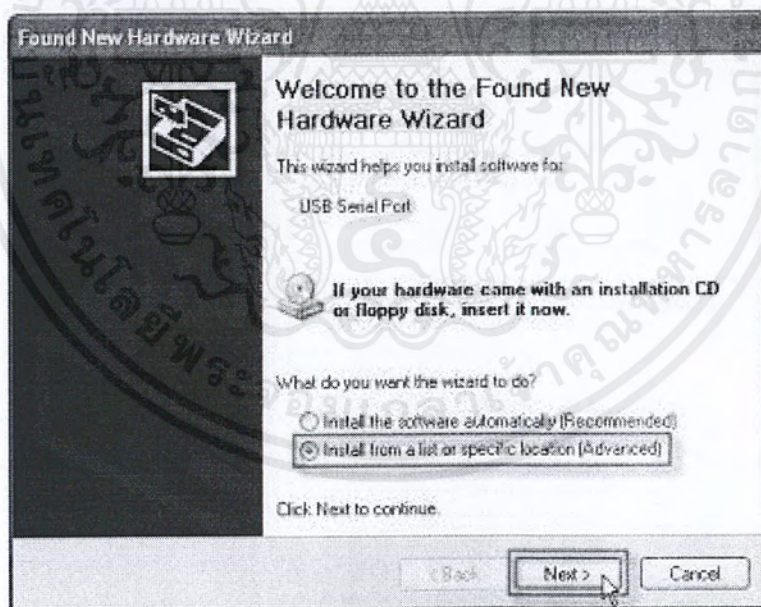 Found New Hardware Wizard
Welcome to the Found New
Hardware Wizard
This wizard helps you install software for:
USB Serial Port
If your hardware came with an installation CD
or floppy disk, insert it now.
What do you want the wizard to do?
Install the software automatically (Recommended)
Install from a list or specific location (Advanced)
Click Next to continue.
< Back
Next >
Cancel